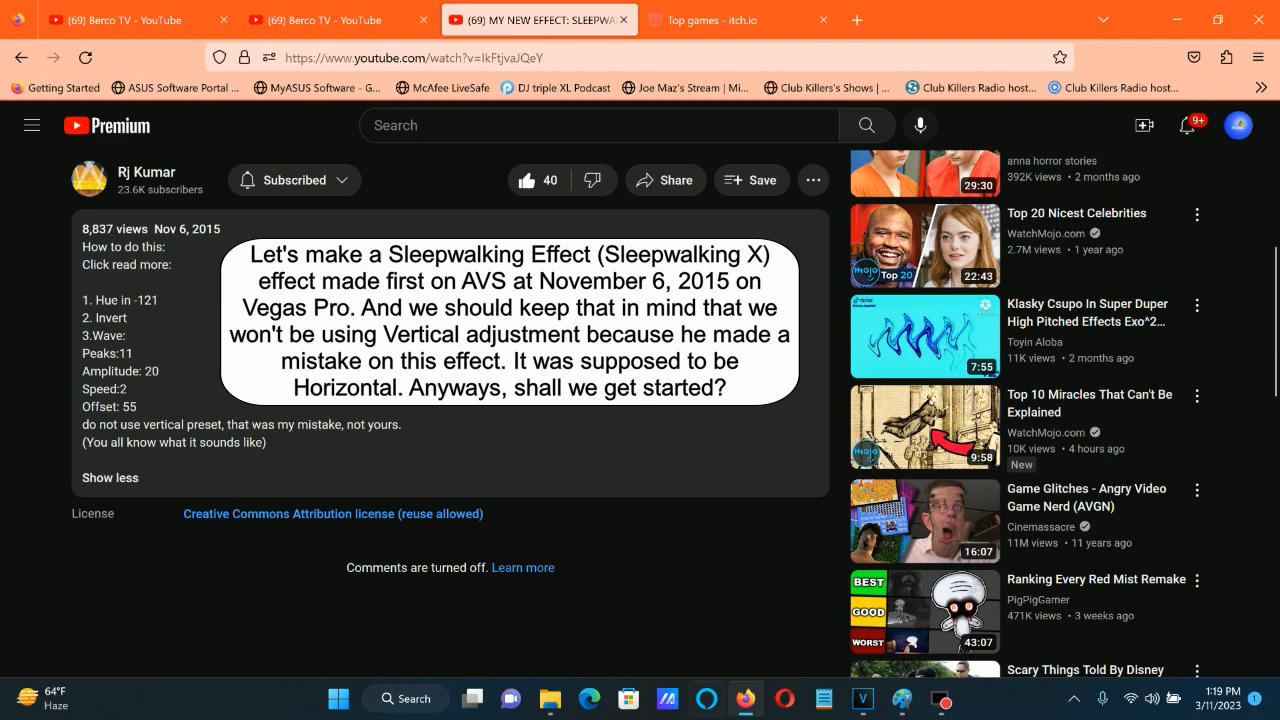 (69) Berco TV - YouTube
(69) Berco TV - YouTube
(69) MY NEW EFFECT: SLEEPWA
Top games - itch.io
https://www.youtube.com/watch?v=IkFtjvaJQeY
Getting Started
ASUS Software Portal ...
MyASUS Software - G...
McAfee LiveSafe
DJ triple XL Podcast
Joe Maz's Stream | Mi...
Club Killers's Shows | ...
Club Killers Radio host...
Club Killers Radio host...
Premium
Search
9+
Rj Kumar
23.6K subscribers
Subscribed
40
Share
Save
8,837 views Nov 6, 2015
How to do this:
Click read more:
1. Hue in -121
2. Invert
3.Wave:
Peaks:11
Amplitude: 20
Speed:2
Offset: 55
do not use vertical preset, that was my mistake, not yours.
(You all know what it sounds like)
Show less
Let's make a Sleepwalking Effect (Sleepwalking X)
effect made first on AVS at November 6, 2015 on
Vegas Pro. And we should keep that in mind that we
won't be using Vertical adjustment because he made a
mistake on this effect. It was supposed to be
Horizontal. Anyways, shall we get started?
License
Creative Commons Attribution license (reuse allowed)
Comments are turned off. Learn more
29:30
anna horror stories
392K views • 2 months ago
mojo Top 20
22:43
Top 20 Nicest Celebrities
WatchMojo.com
2.7M views • 1 year ago
7:55
Klasky Csupo In Super Duper
High Pitched Effects Exo^2...
Toyin Aloba
11K views • 2 months ago
mojo
9:58
Top 10 Miracles That Can't Be
Explained
WatchMojo.com
10K views • 4 hours ago
New
16:07
Game Glitches - Angry Video
Game Nerd (AVGN)
Cinemassacre
11M views • 11 years ago
BEST
GOOD
WORST
43:07
Ranking Every Red Mist Remake
PigPigGamer
471K views • 3 weeks ago
Scary Things Told By Disney
64°F
Haze
Search
1:19 PM
3/11/2023
1